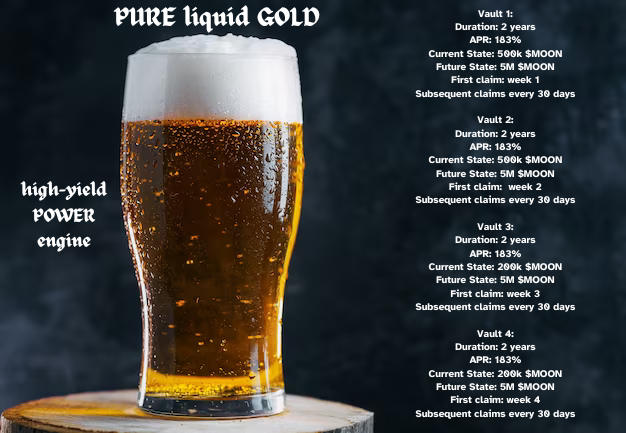 PURE liquid GOLD
high-yield
POWER
engine
Vault 1:
Duration: 2 years
APR: 183%
Current State: 500k $MOON
Future State: 5M $MOON
First claim: week 1
Subsequent claims every 30 days
Vault 2:
Duration: 2 years
APR: 183%
Current State: 500k $MOON
Future State: 5M $MOON
First claim:  week 2
Subsequent claims every 30 days
Vault 3:
Duration: 2 years
APR: 183%
Current State: 200k $MOON
Future State: 5M $MOON
First claim: week 3
Subsequent claims every 30 days
Vault 4:
Duration: 2 years
APR: 183%
Current State: 200k $MOON
Future State: 5M $MOON
First claim: week 4
Subsequent claims every 30 days